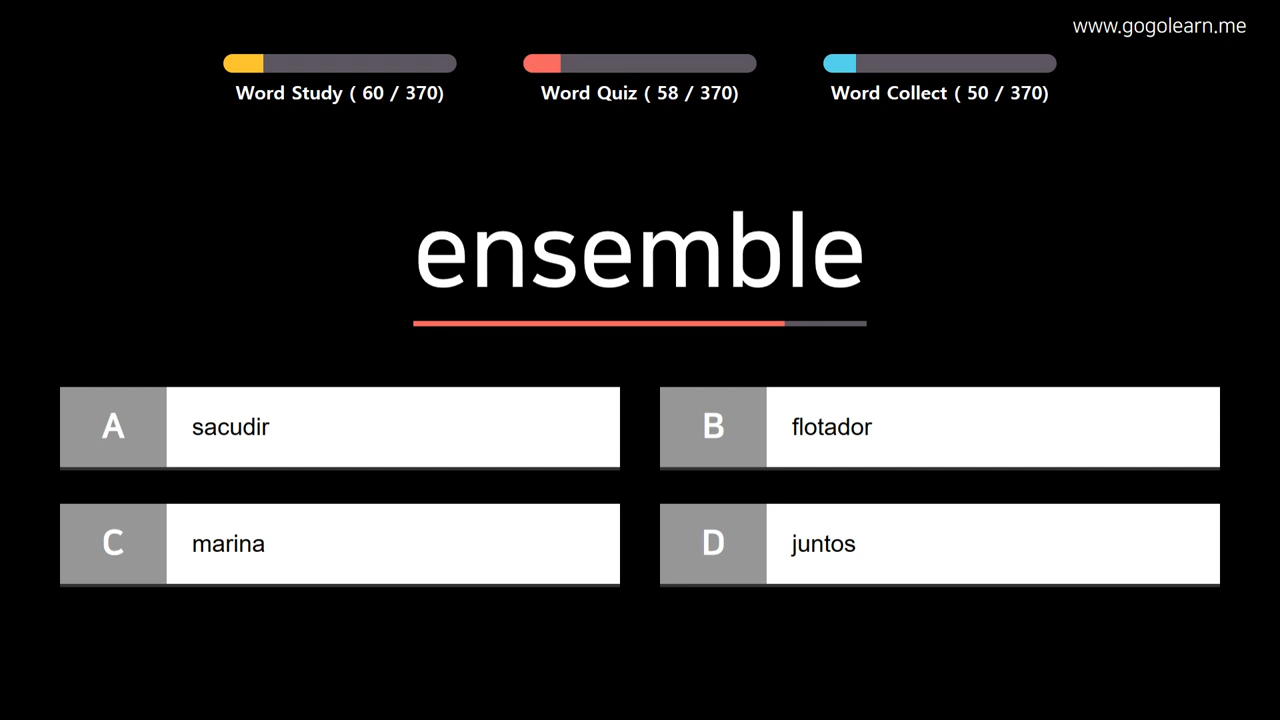 www.gogolearn.me
Word Study ( 60 / 370)
Word Quiz ( 58 / 370)
Word Collect ( 50 / 370)
ensemble
A sacudir
B flotador
C marina
D juntos